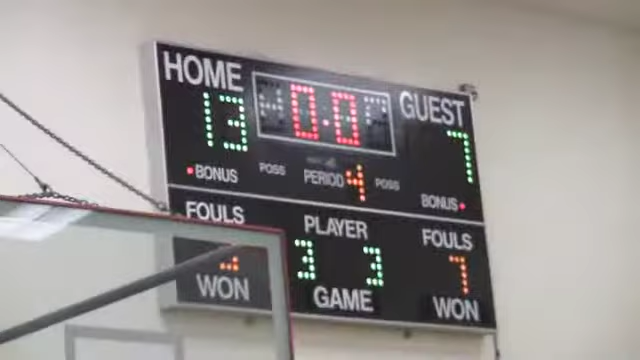 HOME GUEST
0.0
13 7
BONUS POSS PERIOD 4 POSS BONUS
FOULS PLAYER FOULS
3 3 7
WON GAME WON